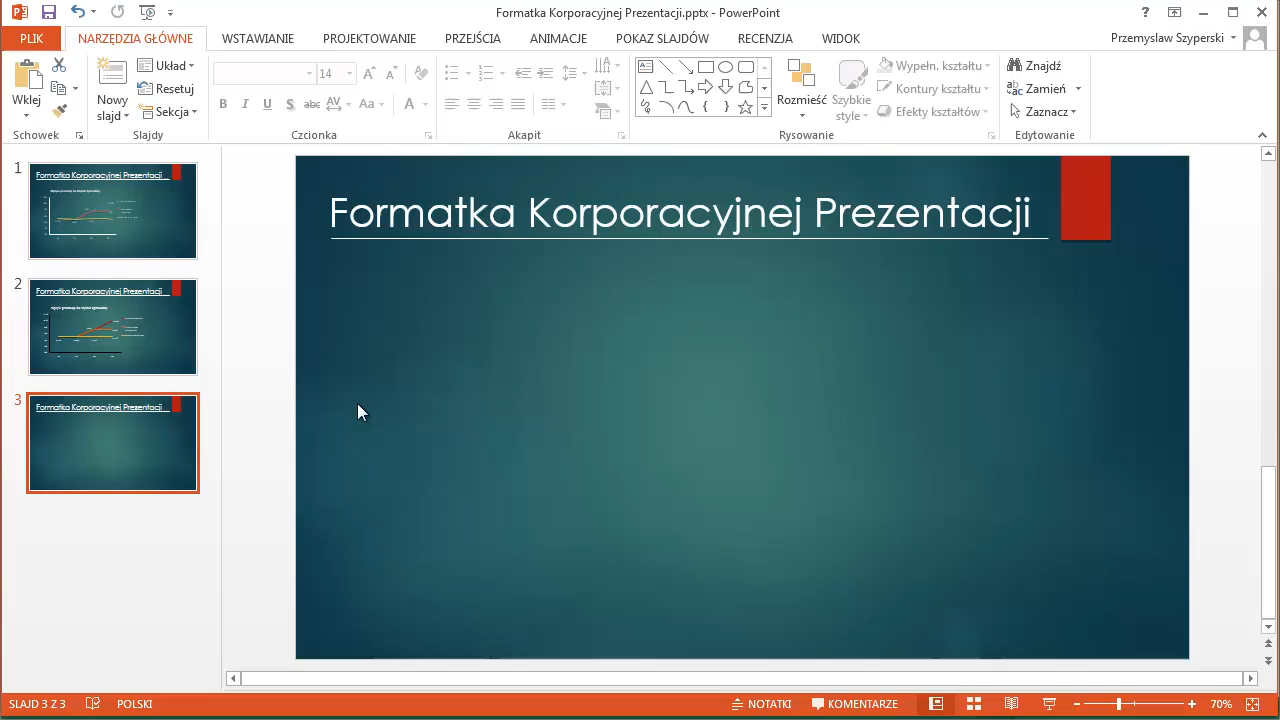 Formatka Korporacyjnej Prezentacji.pptx - PowerPoint
PLIK
NARZĘDZIA GŁÓWNE
WSTAWIANIE
PROJEKTOWANIE
PRZEJŚCIA
ANIMACJE
POKAZ SLAJDÓW
RECENZJA
WIDOK
Przemyslaw Szyperski
Wklej
Schowek
Nowy
slajd
Układ
Resetuj
Sekcja
Slajdy
14
Czcionka
Akapit
Rozmieść
Szybkie
style
Wypełn. kształtu
Kontury kształtu
Efekty kształtów
Rysowanie
Znajdź
Zamień
Zaznacz
Edytowanie
1
Formatka Korporacyjnej Prezentacji
2
Formatka Korporacyjnej Prezentacji
3
Formatka Korporacyjnej Prezentacji
Formatka Korporacyjnej Prezentacji
SLAJD 3 Z 3
POLSKI
NOTATKI
KOMENTARZE
70%